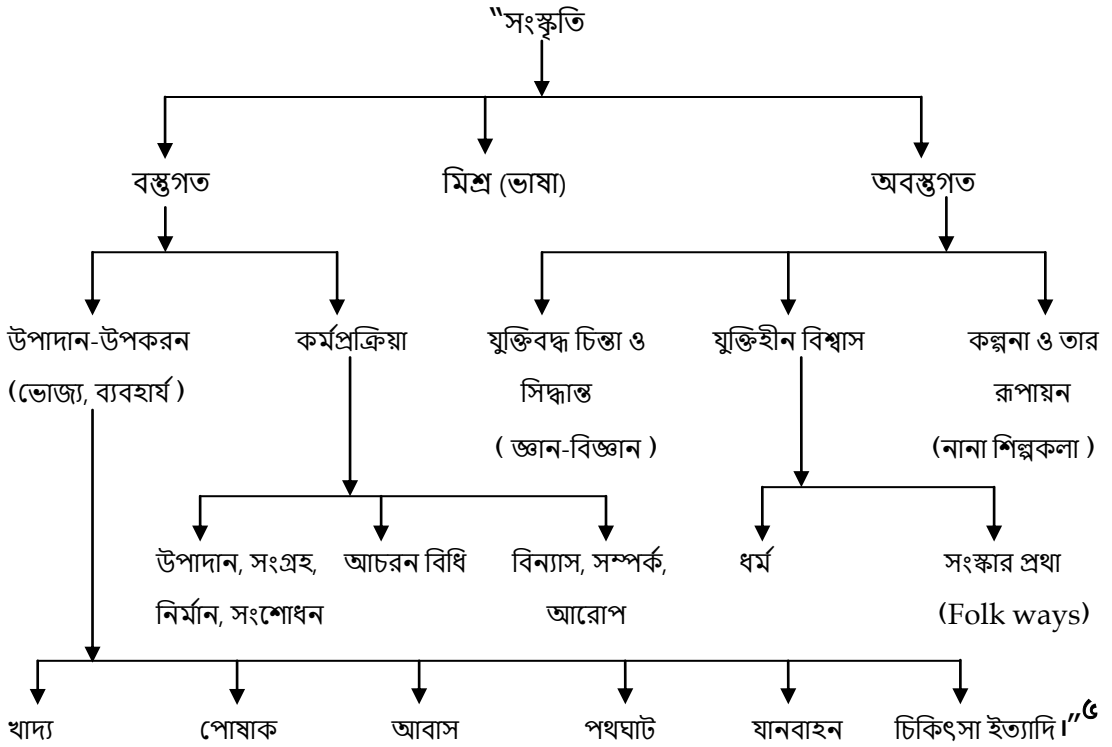 “সংস্কৃতি
বস্তুগত মিশ্র (ভাষা) অবস্তুগত
উপাদান-উপকরন কর্মপ্রক্রিয়া যুক্তিবদ্ধ চিন্তা ও যুক্তিহীন বিশ্বাস কল্পনা ও তার
(ভোজ্য, ব্যবহার্য ) সিদ্ধান্ত রূপায়ন
( জ্ঞান-বিজ্ঞান ) (নানা শিল্পকলা )
উপাদান, সংগ্রহ, আচরন বিধি বিন্যাস, সম্পর্ক, ধর্ম সংস্কার প্রথা
নির্মান, সংশোধন আরোপ (Folk ways)
খাদ্য পোষাক আবাস পথঘাট যানবাহন চিকিৎসা ইত্যাদি।”৫